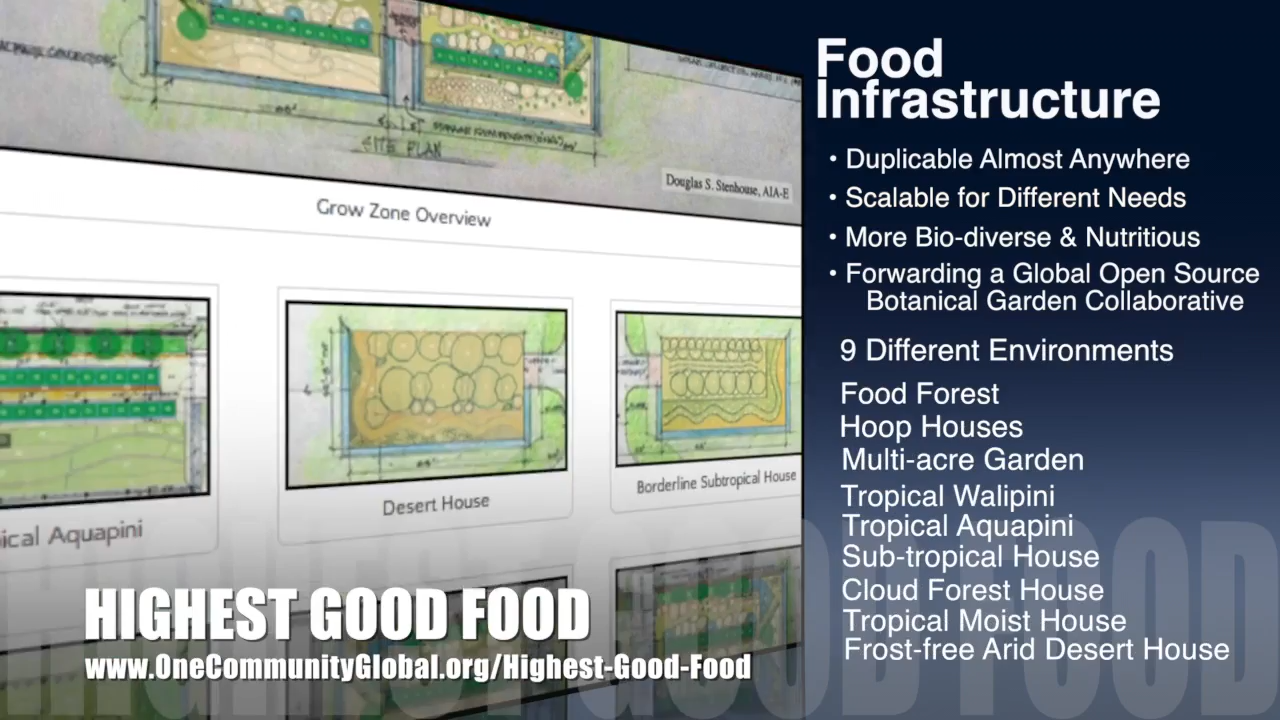 SITE PLAN
Douglas S. Stenhouse, AIA-E
Grow Zone Overview
ical Aquapini
Desert House
Borderline Subtropical House
HIGHEST GOOD FOOD
www.OneCommunityGlobal.org/Highest-Good-Food
Food
Infrastructure
• Duplicable Almost Anywhere
• Scalable for Different Needs
• More Bio-diverse & Nutritious
• Forwarding a Global Open Source
Botanical Garden Collaborative
9 Different Environments
Food Forest
Hoop Houses
Multi-acre Garden
Tropical Walipini
Tropical Aquapini
Sub-tropical House
Cloud Forest House
Tropical Moist House
Frost-free Arid Desert House
HIGHEST GOOD FOOD